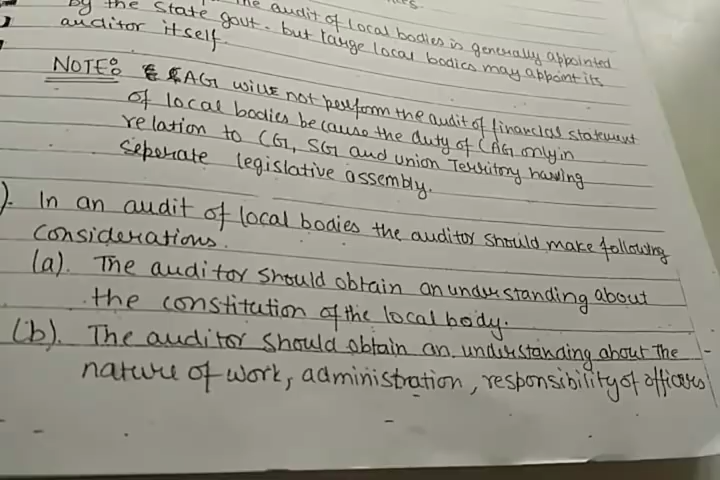 the audit of local bodies is generally appointed
by the state govt. but large local bodies may appoint its
auditor itself.
NOTE: CAG will not perform the audit of financial statement
of local bodies because the duty of CAG only in
relation to CG, SG and union Territory having
seperate legislative assembly.
). In an audit of local bodies the auditor should make following
considerations.
(a). The auditor should obtain an understanding about
the constitution of the local body.
(b). The auditor should obtain an understanding about the
nature of work, administration, responsibility of officers